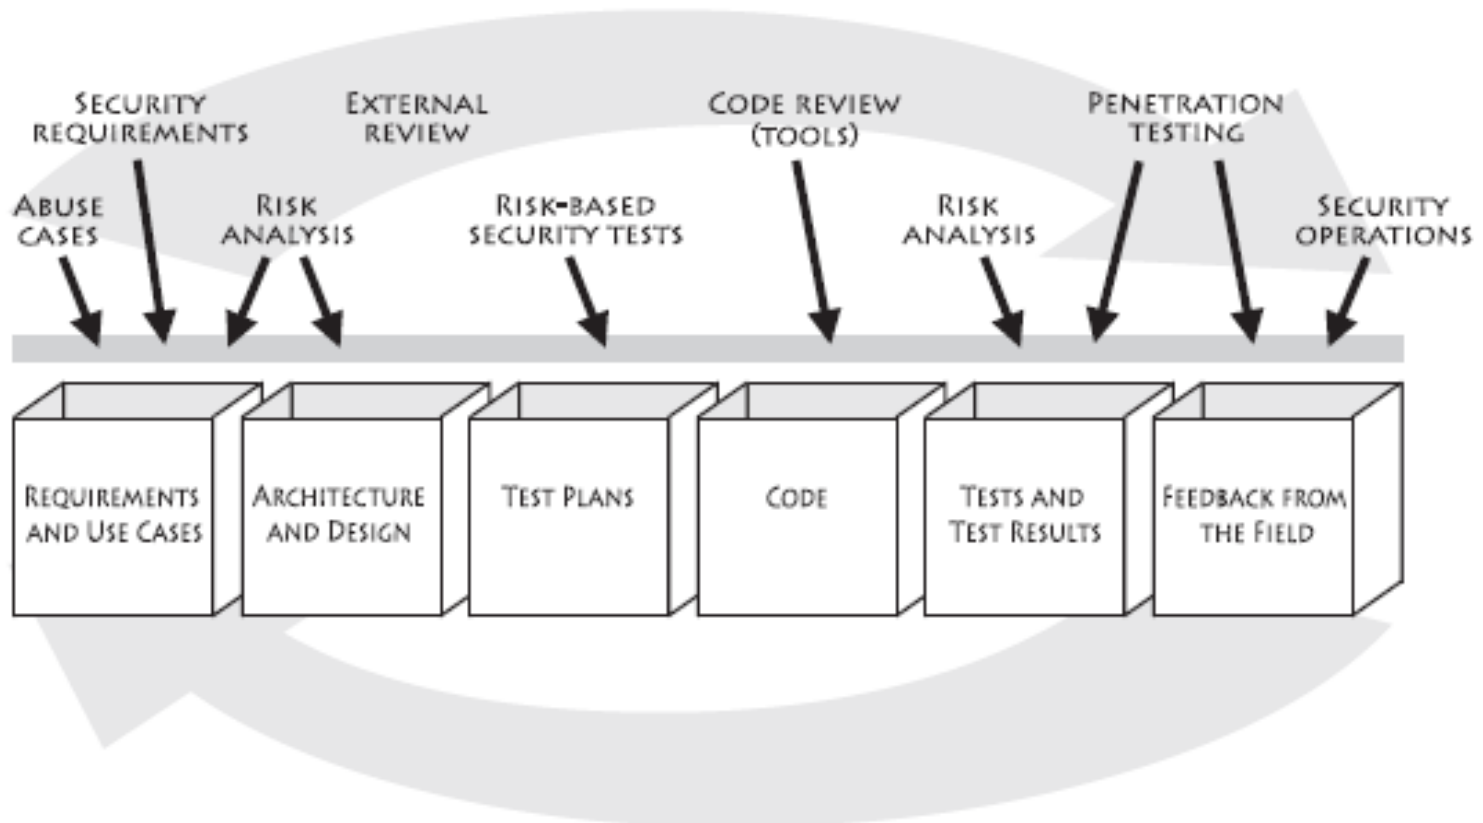 SECURITY
REQUIREMENTS
EXTERNAL
REVIEW
CODE REVIEW
(TOOLS)
PENETRATION
TESTING
ABUSE
CASES
RISK
ANALYSIS
RISK-BASED
SECURITY TESTS
RISK
ANALYSIS
SECURITY
OPERATIONS
REQUIREMENTS
AND USE CASES
ARCHITECTURE
AND DESIGN
TEST PLANS
CODE
TESTS AND
TEST RESULTS
FEEDBACK FROM
THE FIELD